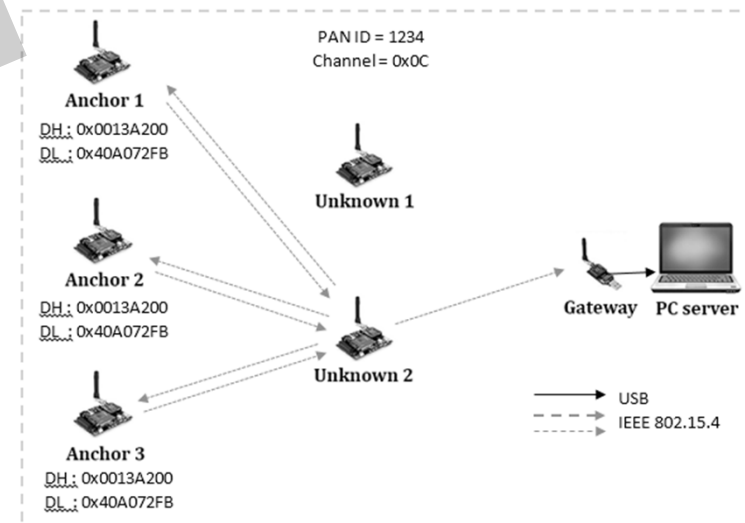 PAN ID = 1234
Channel = 0x0C
Anchor 1
DH : 0x0013A200
DL : 0x40A072FB
Unknown 1
Anchor 2
DH : 0x0013A200
DL : 0x40A072FB
Gateway
PC server
Unknown 2
Anchor 3
DH : 0x0013A200
DL : 0x40A072FB
USB
IEEE 802.15.4